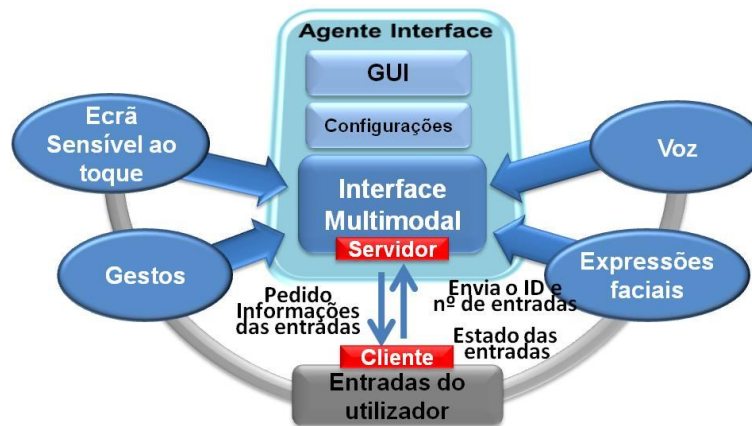 Agente Interface
GUI
Configurações
Ecrã
Sensível ao
toque
Voz
Interface
Multimodal
Servidor
Gestos
Expressões
faciais
Pedido
Informações
das entradas
Envia o ID e
nº de entradas
Estado das
entradas
Cliente
Entradas do
utilizador